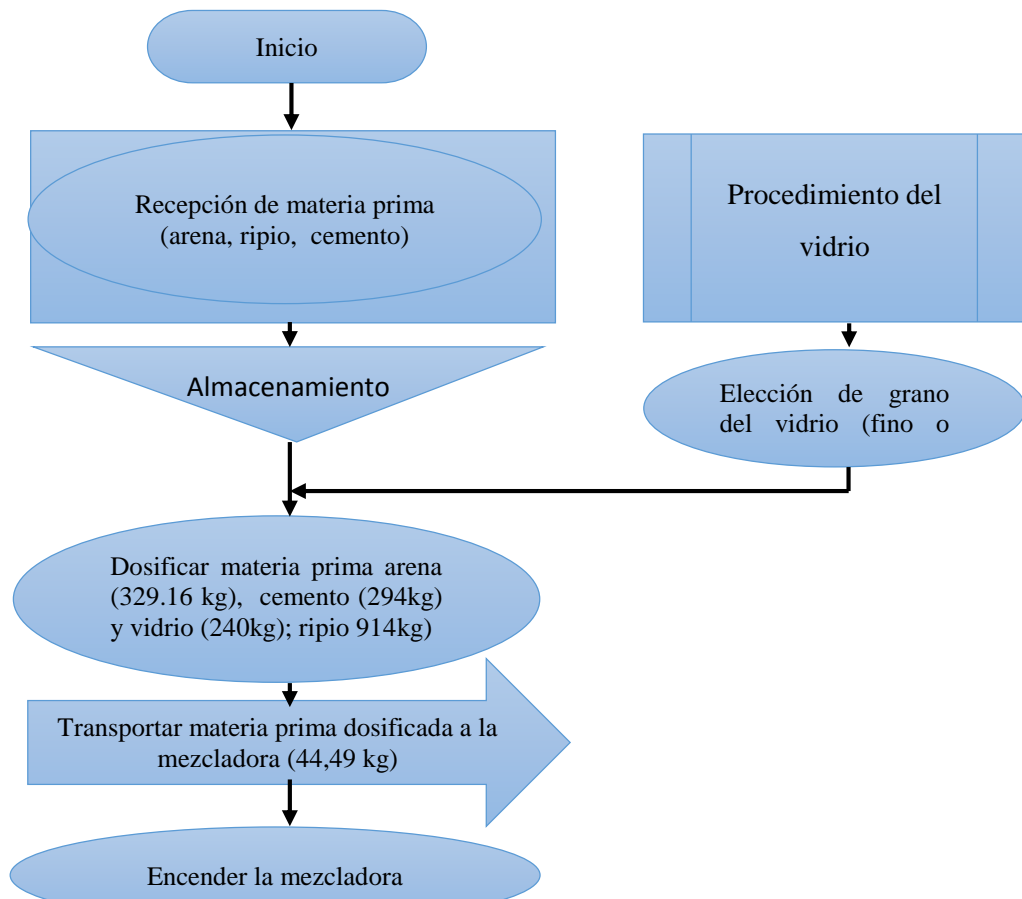 Inicio
Recepción de materia prima
(arena, ripio, cemento)
Procedimiento del
vidrio
Almacenamiento
Elección de grano
del vidrio (fino o
Dosificar materia prima arena
(329.16 kg), cemento (294kg)
y vidrio (240kg); ripio 914kg)
Transportar materia prima dosificada a la
mezcladora (44,49 kg)
Encender la mezcladora